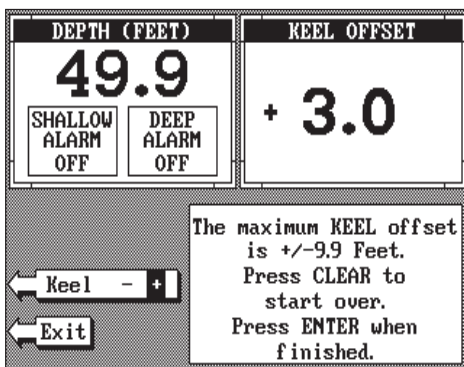 DEPTH (FEET)
49.9
SHALLOW
ALARM
OFF
DEEP
ALARM
OFF
KEEL OFFSET
+ 3.0
Keel - +
Exit
The maximum KEEL offset
is +/-9.9 Feet.
Press CLEAR to
start over.
Press ENTER when
finished.